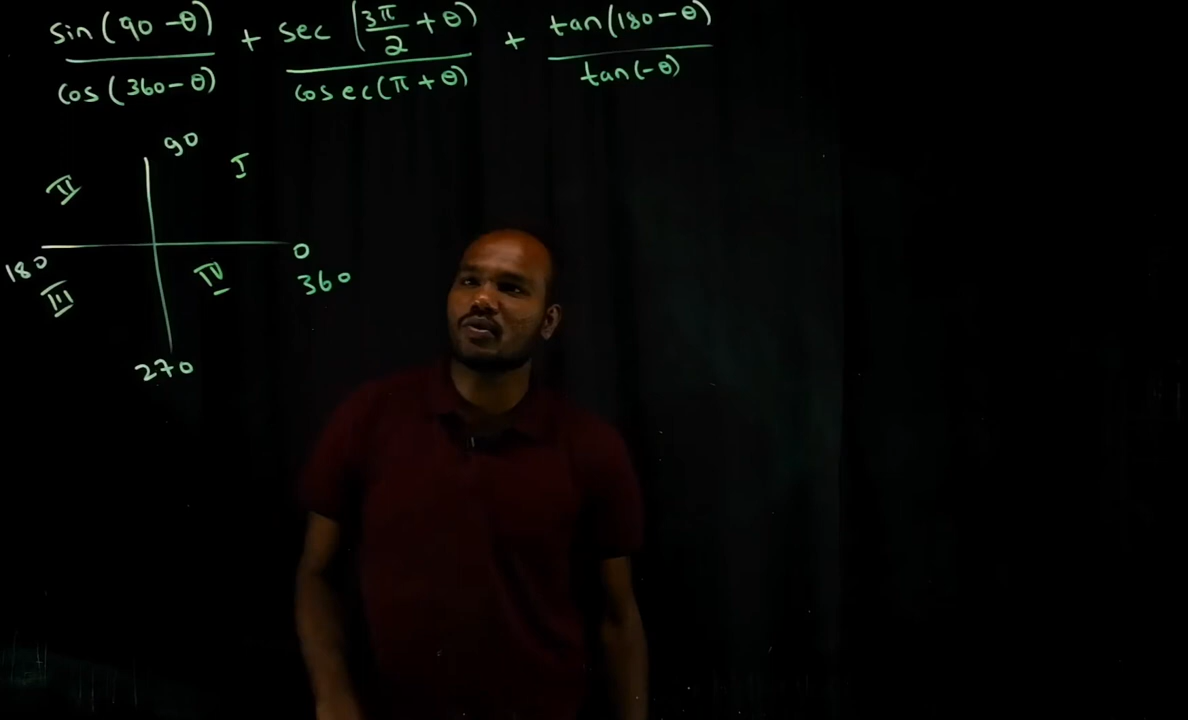 sin(90-θ)/cos(360-θ) + sec(3π/2+θ)/cosec(π+θ) + tan(180-θ)/tan(-θ)
90
I
II
0
180
IV
360
III
270